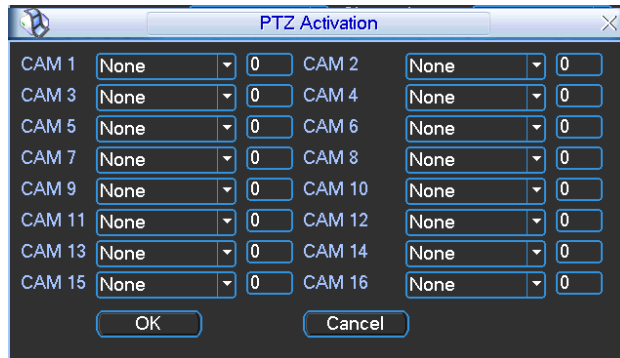 PTZ Activation
CAM 1 None 0 CAM 2 None 0
CAM 3 None 0 CAM 4 None 0
CAM 5 None 0 CAM 6 None 0
CAM 7 None 0 CAM 8 None 0
CAM 9 None 0 CAM 10 None 0
CAM 11 None 0 CAM 12 None 0
CAM 13 None 0 CAM 14 None 0
CAM 15 None 0 CAM 16 None 0
OK Cancel